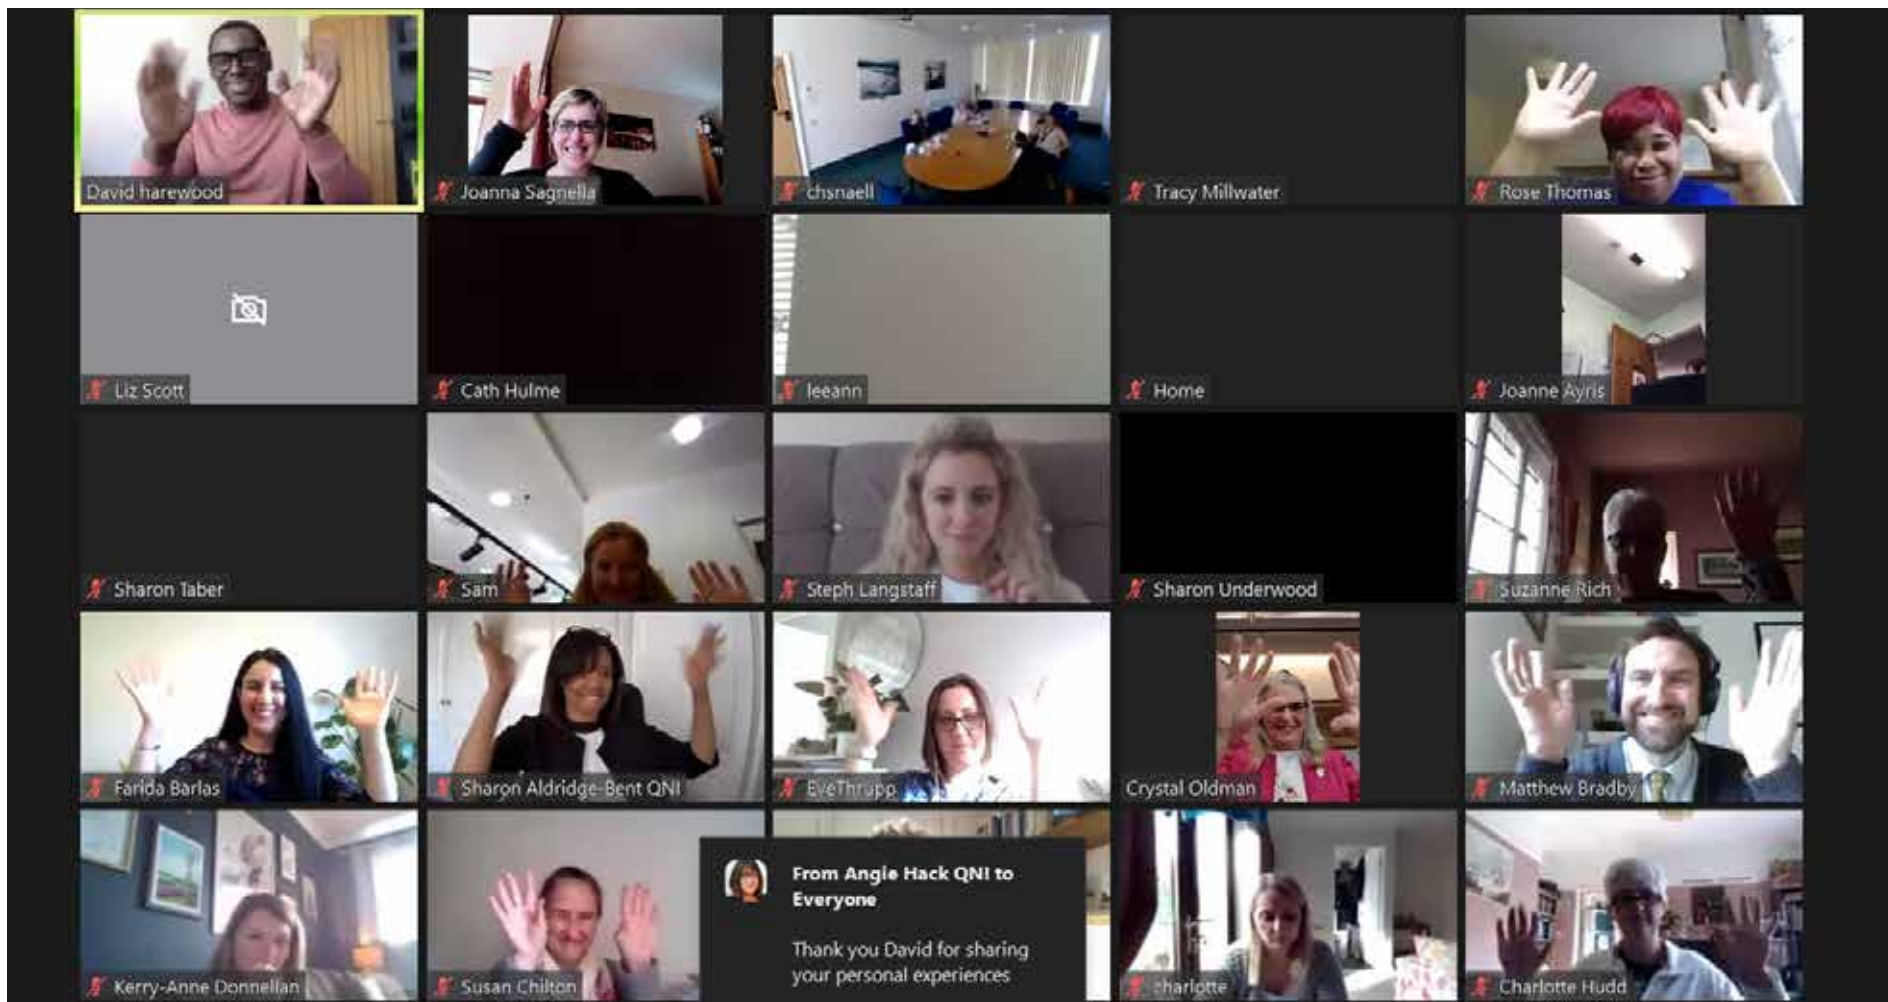 David harewood
Joanna Sagnella
chsnaell
Tracy Millwater
Rose Thomas
Liz Scott
Cath Hulme
leeann
Home
Joanne Ayris
Sharon Taber
Sam
Steph Langstaff
Sharon Underwood
Suzanne Rich
Farida Barlas
Sharon Aldridge-Bent QNI
EveThrupp
Crystal Oldman
Matthew Bradby
Kerry-Anne Donnellan
Susan Chilton
From Angie Hack QNI to
Everyone
Thank you David for sharing
your personal experiences
charlotte
Charlotte Hudd